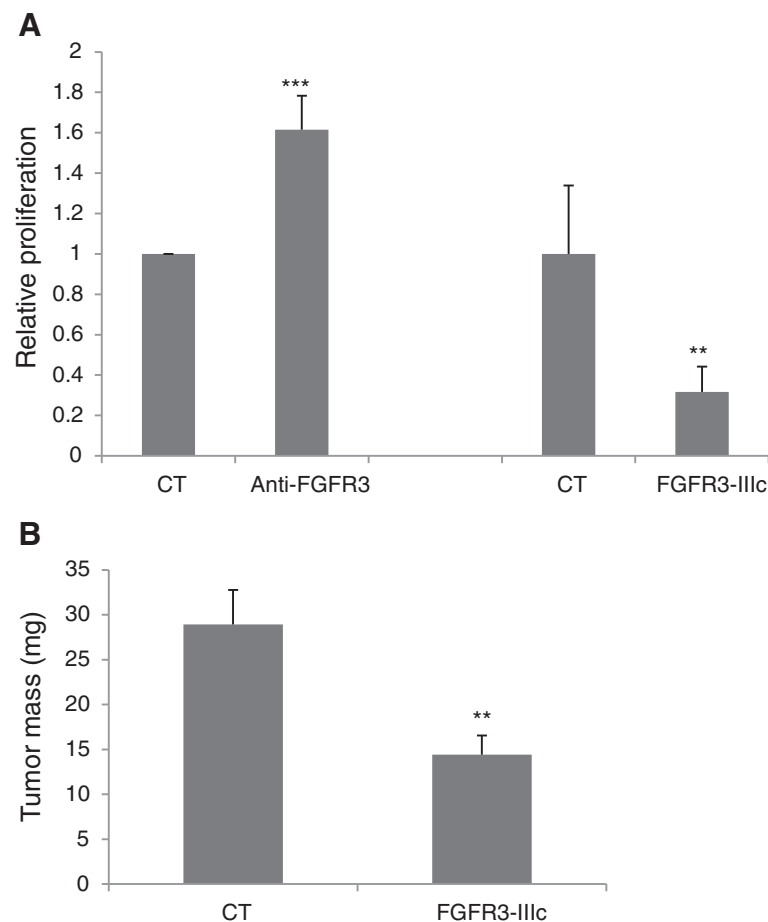 A
Relative proliferation
2
1.8
1.6
1.4
1.2
1
0.8
0.6
0.4
0.2
0
***
**
CT
Anti-FGFR3
CT
FGFR3-IIIc
B
Tumor mass (mg)
35
30
25
20
15
10
5
0
**
CT
FGFR3-IIIc